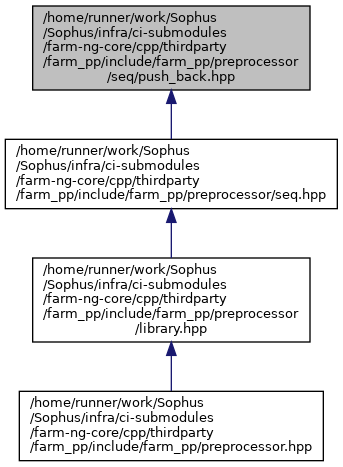 /home/runner/work/Sophus
/Sophus/infra/ci-submodules
/farm-ng-core/cpp/thirdparty
/farm_pp/include/farm_pp/preprocessor
/seq/push_back.hpp
/home/runner/work/Sophus
/Sophus/infra/ci-submodules
/farm-ng-core/cpp/thirdparty
/farm_pp/include/farm_pp/preprocessor/seq.hpp
/home/runner/work/Sophus
/Sophus/infra/ci-submodules
/farm-ng-core/cpp/thirdparty
/farm_pp/include/farm_pp/preprocessor
/library.hpp
/home/runner/work/Sophus
/Sophus/infra/ci-submodules
/farm-ng-core/cpp/thirdparty
/farm_pp/include/farm_pp/preprocessor.hpp